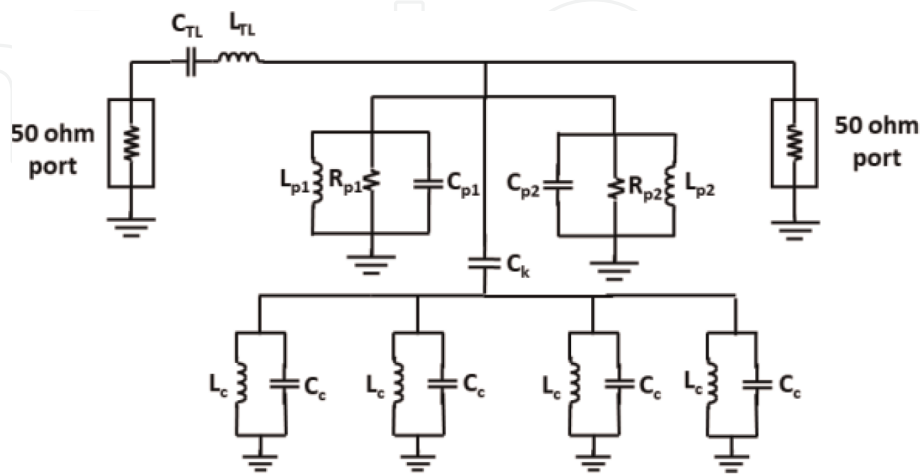 C_TL L_TL
50 ohm
port
50 ohm
port
L_p1 R_p1 C_p1 C_p2 R_p2 L_p2
C_k
L_c C_c L_c C_c L_c C_c L_c C_c